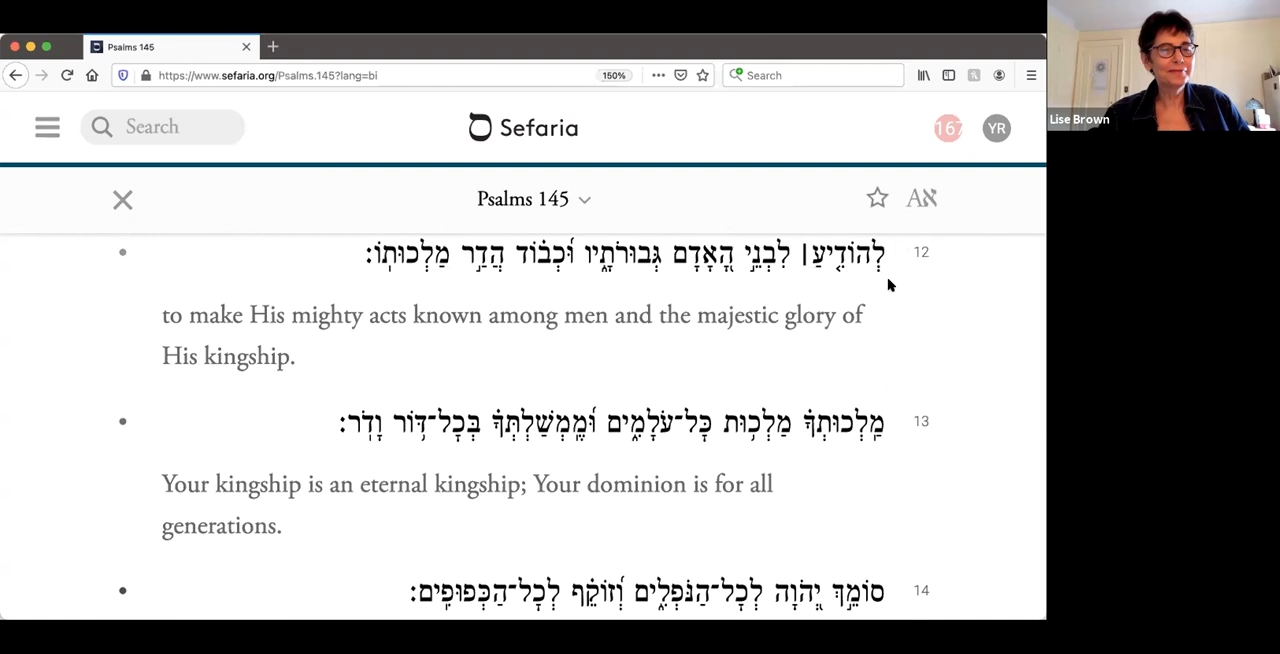 Psalms 145
https://www.sefaria.org/Psalms.145?lang=bi
150%
Search
Search
Sefaria
167
YR
Psalms 145
Aא
לְהוֹדִ֤יעַ ׀ לִבְנֵ֣י הָ֭אָדָם גְּבוּרֹתָ֑יו וּ֝כְב֗וֹד הֲדַ֣ר מַלְכוּתֽוֹ׃
12
to make His mighty acts known among men and the majestic glory of
His kingship.
מַֽלְכוּתְךָ֗ מַלְכ֥וּת כׇּל־עֹלָמִ֑ים וּ֝מֶֽמְשַׁלְתְּךָ֗ בְּכׇל־דּ֥וֹר וָדֹֽר׃
13
Your kingship is an eternal kingship; Your dominion is for all
generations.
סוֹמֵ֣ךְ יְ֭הֹוָה לְכׇל־הַנֹּפְלִ֑ים וְ֝זוֹקֵ֗ף לְכׇל־הַכְּפוּפִֽים׃
14
Lise Brown